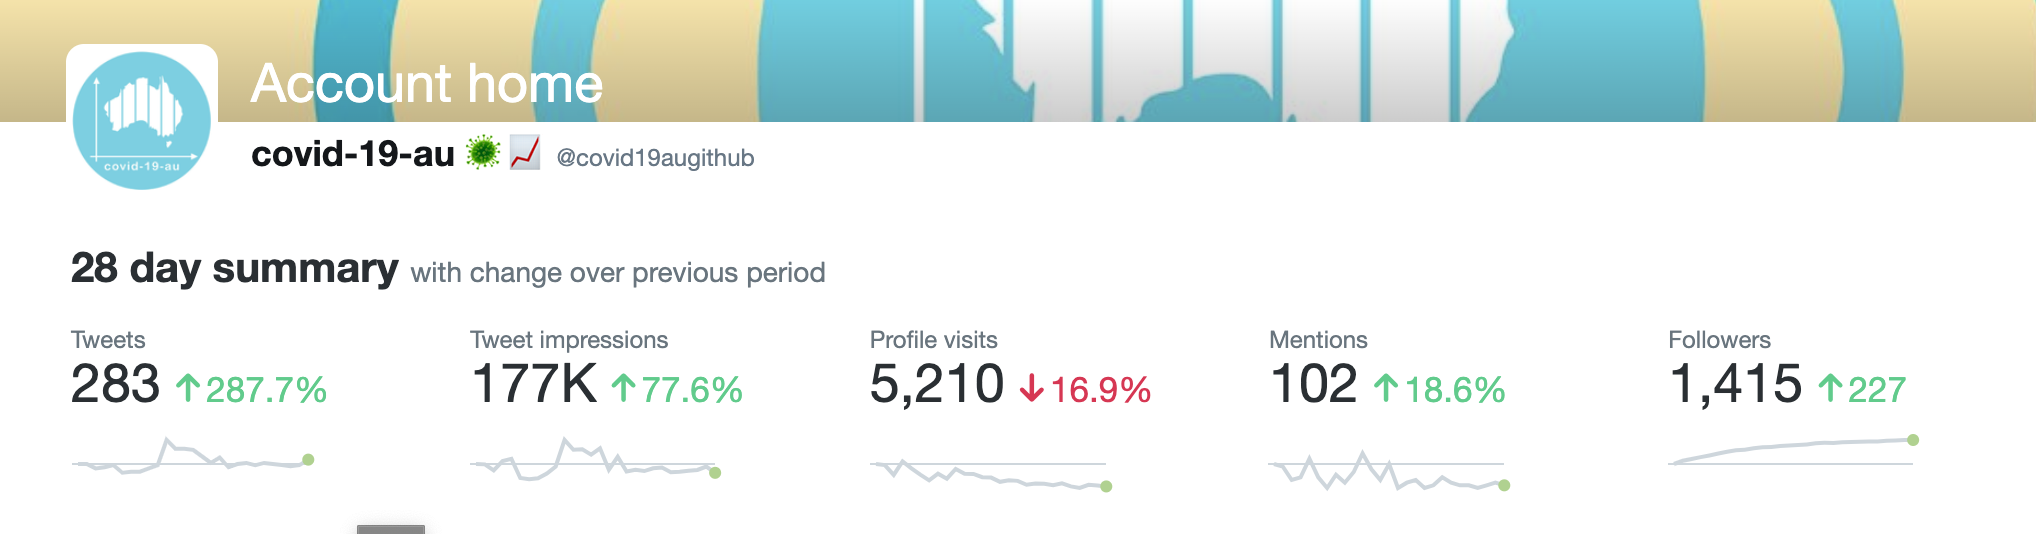 Account home
covid-19-au
covid-19-au 🦠📈 @covid19augithub
28 day summary with change over previous period
Tweets
283 ↑287.7%
Tweet impressions
177K ↑77.6%
Profile visits
5,210 ↓16.9%
Mentions
102 ↑18.6%
Followers
1,415 ↑227